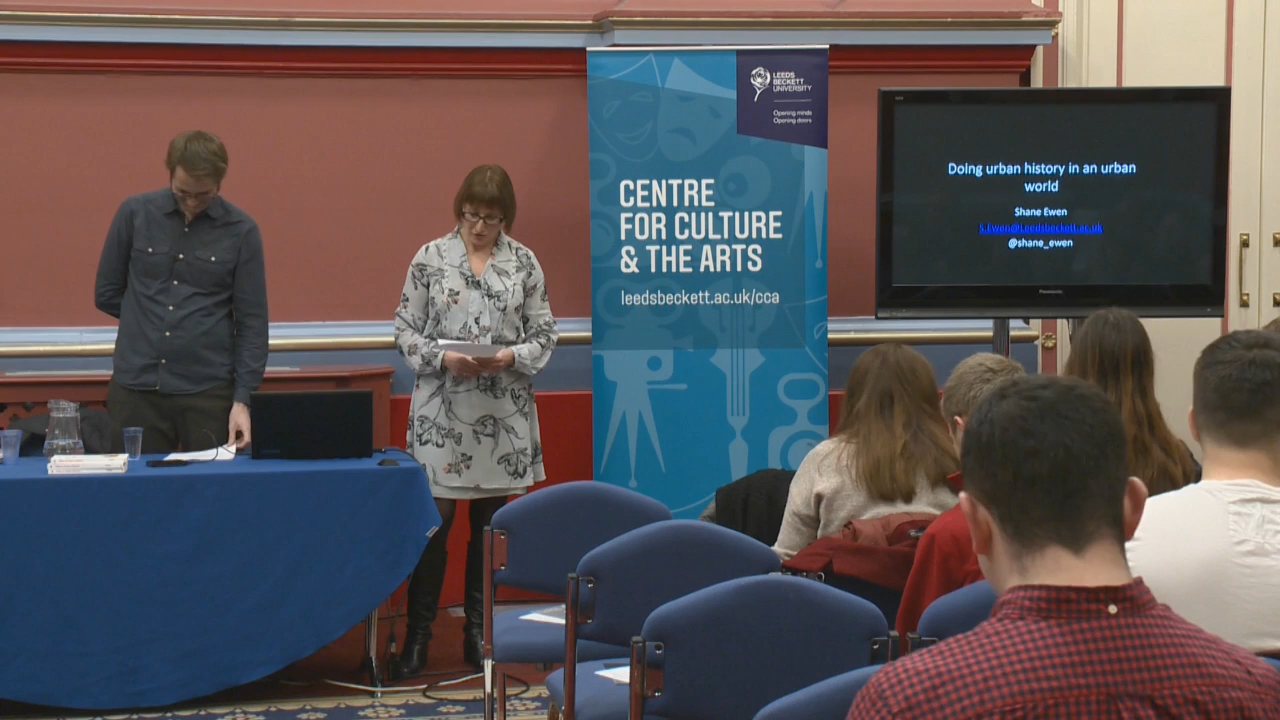 LEEDS
BECKETT
UNIVERSITY
Opening minds
Opening doors
CENTRE
FOR CULTURE
& THE ARTS
leedsbeckett.ac.uk/cca
Doing urban history in an urban
world
Shane Ewen
S.Ewen@Leedsbeckett.ac.uk
@shane_ewen
Panasonic